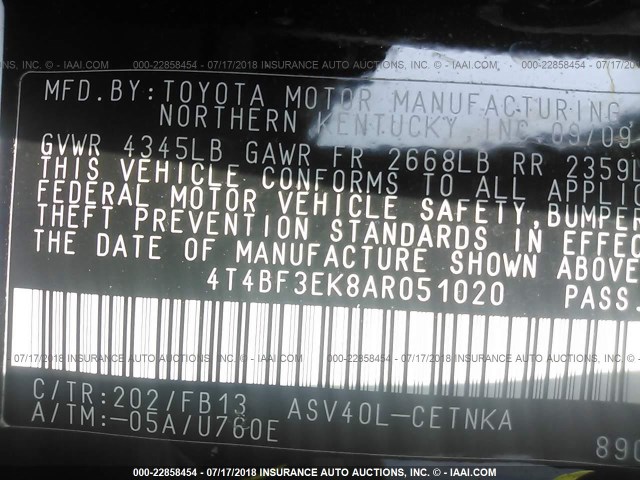 000-22858454 - 07/17/2018 INSURANCE AUTO AUCTIONS, INC. - IAAI.COM
MFD.BY:TOYOTA MOTOR MANUFACTURING
NORTHERN KENTUCKY,INC 09/09
GVWR 4345LB GAWR FR 2668LB RR 2359L
THIS VEHICLE CONFORMS TO ALL APPLIC
FEDERAL MOTOR VEHICLE SAFETY,BUMPER
THEFT PREVENTION STANDARDS IN EFFEC
THE DATE OF MANUFACTURE SHOWN ABOVE
4T4BF3EK8AR051020 PASS.
07/17/2018 INSURANCE AUTO AUCTIONS, INC. - IAAI.COM
C/TR:202/FB13 ASV40L-CETNKA
A/TM:-05A/U760E
890
000-22858454 - 07/17/2018 INSURANCE AUTO AUCTIONS, INC. - IAAI.COM